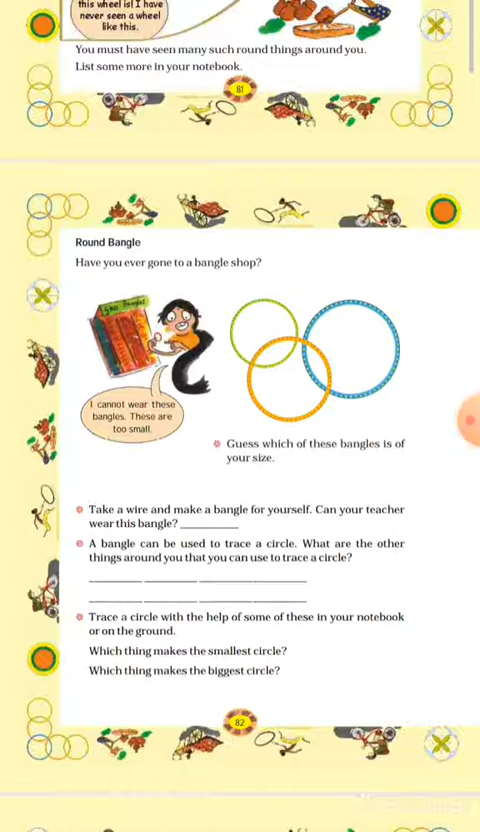 this wheel is! I have
never seen a wheel
like this.
You must have seen many such round things around you.
List some more in your notebook.
81
Round Bangle
Have you ever gone to a bangle shop?
I cannot wear these
bangles. These are
too small.
Guess which of these bangles is of
your size.
Take a wire and make a bangle for yourself. Can your teacher
wear this bangle?
A bangle can be used to trace a circle. What are the other
things around you that you can use to trace a circle?
Trace a circle with the help of some of these in your notebook
or on the ground.
Which thing makes the smallest circle?
Which thing makes the biggest circle?
82